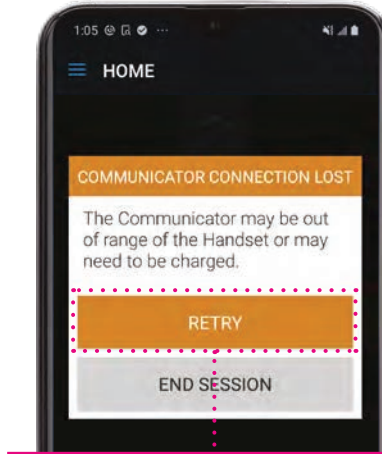 1:05
HOME
COMMUNICATOR CONNECTION LOST
The Communicator may be out
of range of the Handset or may
need to be charged.
RETRY
END SESSION